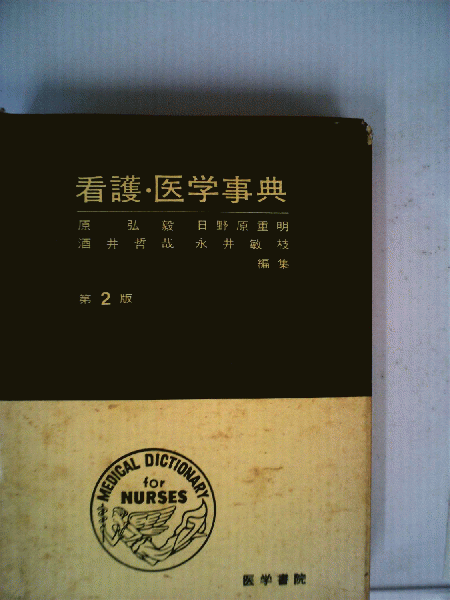 看護・医学事典
原 弘毅 日野原重明
酒井哲哉 永井敏枝
編集
第2版
MEDICAL DICTIONARY
for
NURSES
医学書院